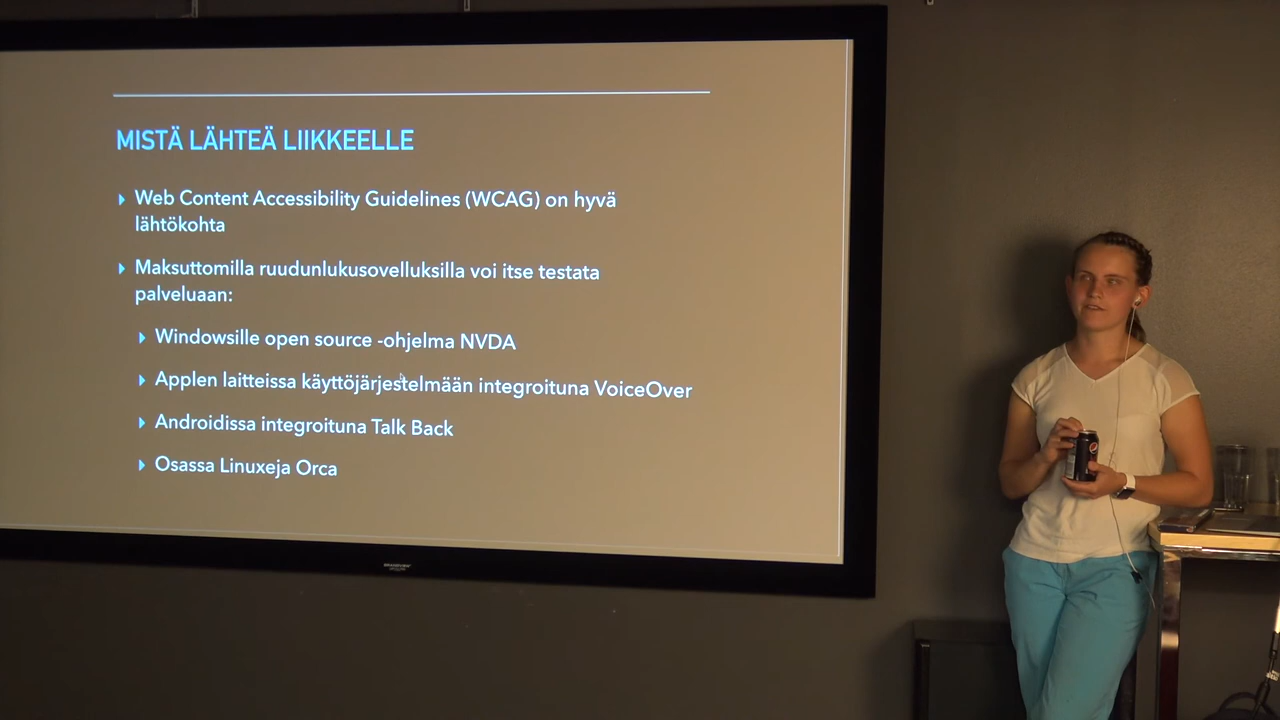 MISTÄ LÄHTEÄ LIIKKEELLE
Web Content Accessibility Guidelines (WCAG) on hyvä
lähtökohta
Maksuttomilla ruudunlukusovelluksilla voi itse testata
palveluaan:
Windowsille open source -ohjelma NVDA
Applen laitteissa käyttöjärjestelmään integroituna VoiceOver
Androidissa integroituna Talk Back
Osassa Linuxeja Orca